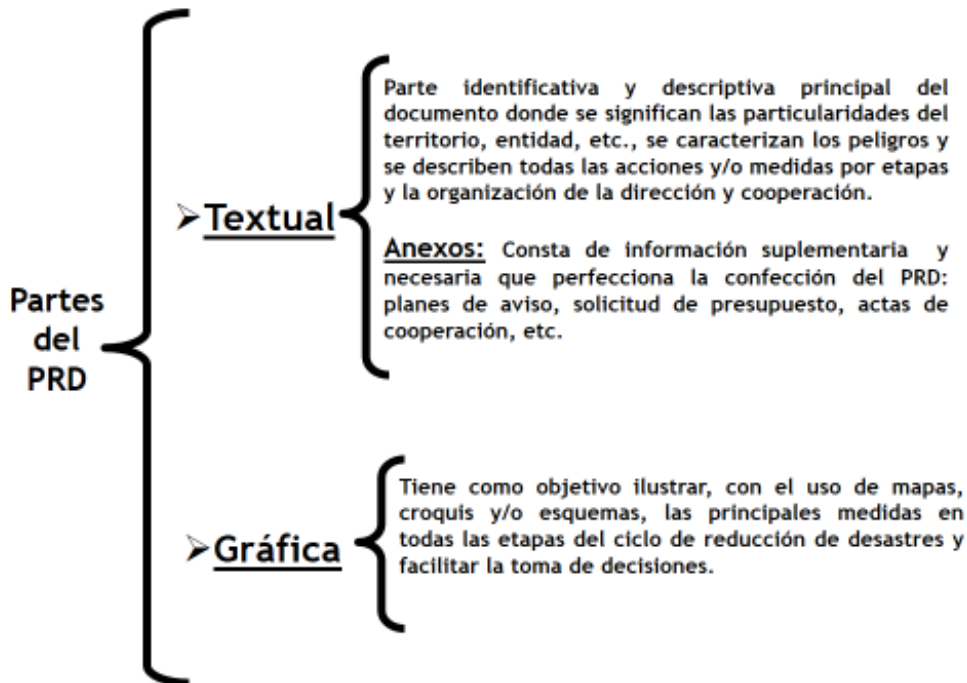 Partes
del
PRD
➢Textual
Parte identificativa y descriptiva principal del
documento donde se significan las particularidades del
territorio, entidad, etc., se caracterizan los peligros y
se describen todas las acciones y/o medidas por etapas
y la organización de la dirección y cooperación.
Anexos: Consta de información suplementaria y
necesaria que perfecciona la confección del PRD:
planes de aviso, solicitud de presupuesto, actas de
cooperación, etc.
➢Gráfica
Tiene como objetivo ilustrar, con el uso de mapas,
croquis y/o esquemas, las principales medidas en
todas las etapas del ciclo de reducción de desastres y
facilitar la toma de decisiones.